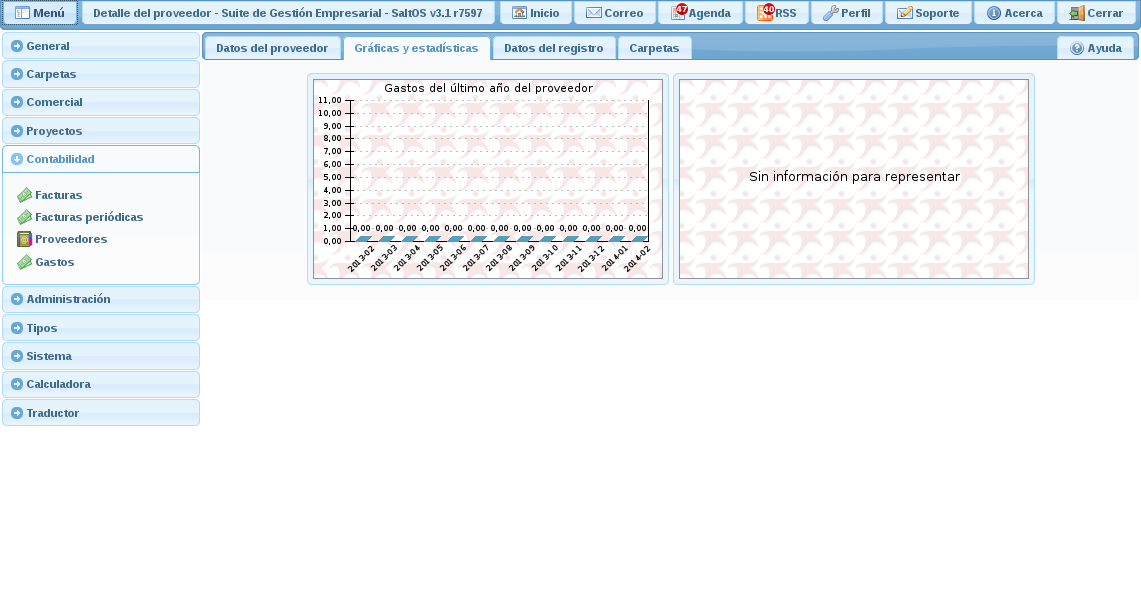 Menú
Detalle del proveedor - Suite de Gestión Empresarial - SaltOS v3.1 r7597
Inicio
Correo
47
Agenda
40
RSS
Perfil
Soporte
Acerca
Cerrar
General
Carpetas
Comercial
Proyectos
Contabilidad
Facturas
Facturas periódicas
Proveedores
Gastos
Administración
Tipos
Sistema
Calculadora
Traductor
Datos del proveedor
Gráficas y estadísticas
Datos del registro
Carpetas
Ayuda
Gastos del último año del proveedor
11,00
10,00
9,00
8,00
7,00
6,00
5,00
4,00
3,00
2,00
1,00
0,00
0,00 0,00 0,00 0,00 0,00 0,00 0,00 0,00 0,00 0,00 0,00 0,00 0,00
2013-02 2013-03 2013-04 2013-05 2013-06 2013-07 2013-08 2013-09 2013-10 2013-11 2013-12 2014-01 2014-02
Sin información para representar